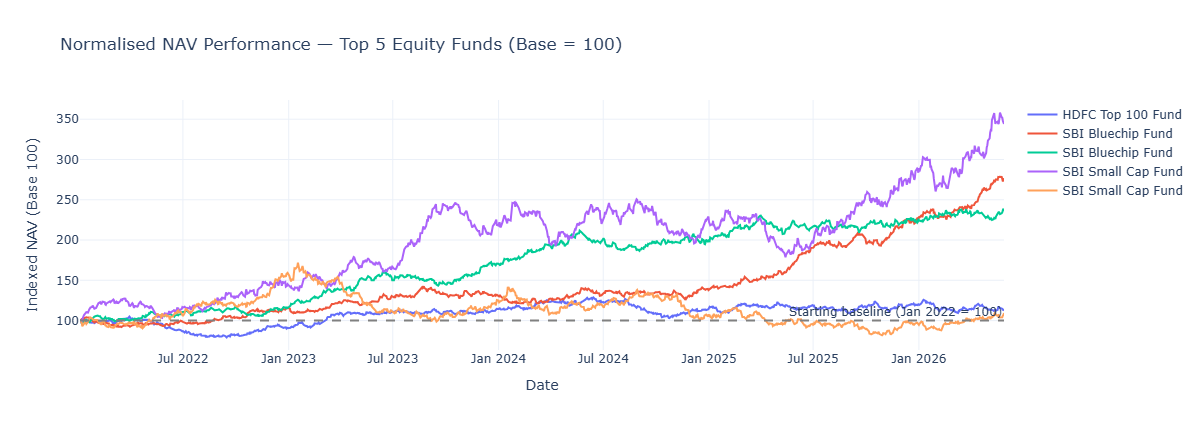 Normalised NAV Performance — Top 5 Equity Funds (Base = 100)
Indexed NAV (Base 100)
350
300
250
200
150
100
HDFC Top 100 Fund
SBI Bluechip Fund
SBI Bluechip Fund
SBI Small Cap Fund
SBI Small Cap Fund
Starting baseline (Jan 2022 = 100)
Jul 2022 Jan 2023 Jul 2023 Jan 2024 Jul 2024 Jan 2025 Jul 2025 Jan 2026
Date